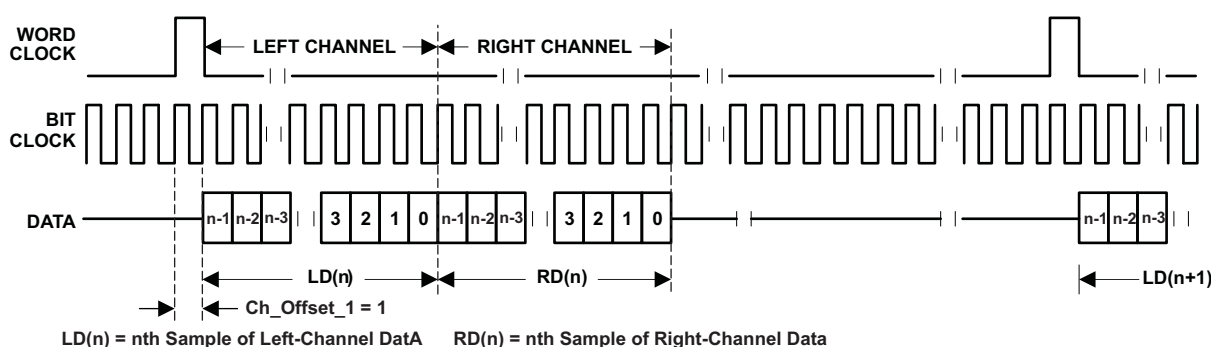 WORD
CLOCK
LEFT CHANNEL
RIGHT CHANNEL
BIT
CLOCK
DATA
n-1 n-2 n-3 3 2 1 0 n-1 n-2 n-3 3 2 1 0 n-1 n-2 n-3
LD(n)
RD(n)
LD(n+1)
Ch_Offset_1 = 1
LD(n) = nth Sample of Left-Channel DatA RD(n) = nth Sample of Right-Channel Data